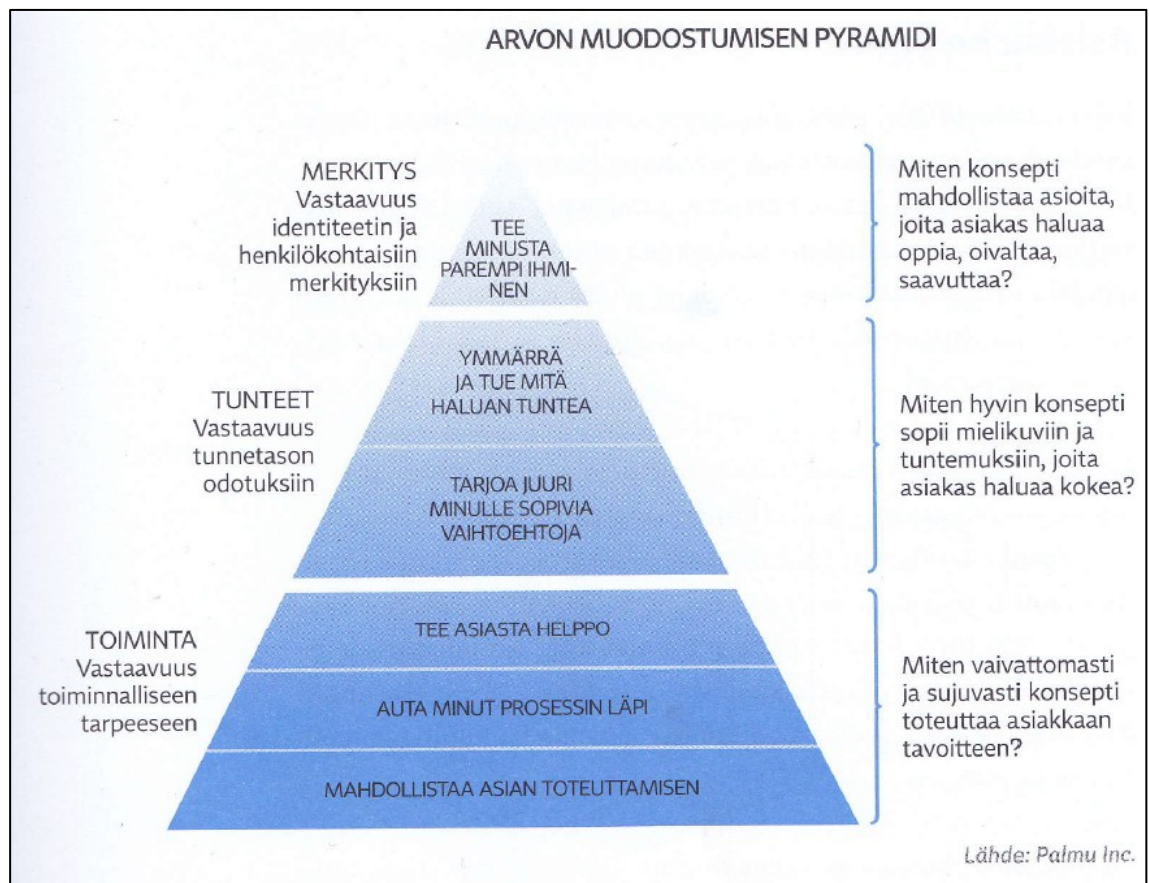 ARVON MUODOSTUMISEN PYRAMIDI
MERKITYS
Vastaavuus
identiteetin ja
henkilökohtaisiin
merkityksiin
TEE
MINUSTA
PAREMPI IHMI-
NEN
Miten konsepti
mahdollistaa asioita,
joita asiakas haluaa
oppia, oivaltaa,
saavuttaa?
TUNTEET
Vastaavuus
tunnetason
odotuksiin
YMMÄRRÄ
JA TUE MITÄ
HALUAN TUNTEA
TARJOA JUURI
MINULLE SOPIVIA
VAIHTOEHTOJA
Miten hyvin konsepti
sopii mielikuviin ja
tuntemuksiin, joita
asiakas haluaa kokea?
TOIMINTA
Vastaavuus
toiminnalliseen
tarpeeseen
TEE ASIASTA HELPPO
AUTA MINUT PROSESSIN LÄPI
MAHDOLLISTAA ASIAN TOTEUTTAMISEN
Miten vaivattomasti
ja sujuvasti konsepti
toteuttaa asiakkaan
tavoitteen?
Lähde: Palmu Inc.